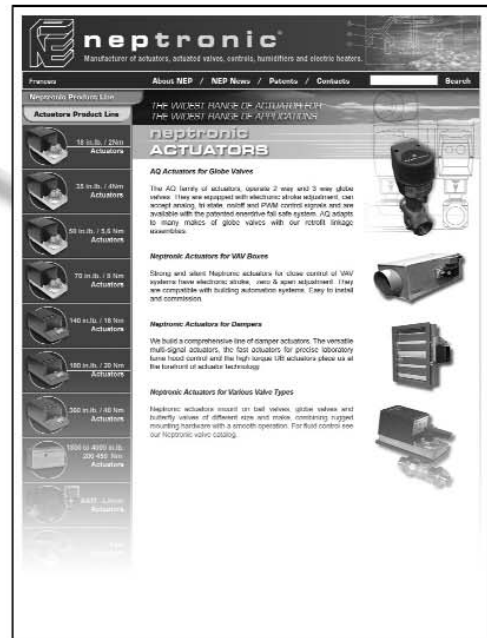 neptronic®
Manufacturer of actuators, actuated valves, controls, humidifiers and electric heaters.
Francais
About NEP / NEP News / Patents / Contacts
Search
Neptronic Product Line
Actuators Product Line
18 in.lb. / 2Nm
Actuators
35 in.lb. / 4Nm
Actuators
50 in.lb. / 5,6 Nm
Actuators
70 in.lb. / 8 Nm
Actuators
140 in.lb. / 16 Nm
Actuators
180 in.lb. / 20 Nm
Actuators
360 in.lb. / 40 Nm
Actuators
Actuators
Actuators
THE WIDEST RANGE OF ACTUATOR FOR
THE WIDEST RANGE OF APPLICATIONS
neptronic
ACTUATORS
AQ Actuators for Globe Valves
The AQ family of actuators, operate 2 way and 3 way globe
valves. They are equipped with electronic stroke adjustment, can
accept analog, tri state, on/off and PWM control signals and are
available with the patented enerdrive fail safe system. AQ adapts
to many makes of globe valves with our retrofit linkage
assemblies.
Neptronic Actuators for VAV Boxes
Strong and silent Neptronic actuators for close control of VAV
systems have electronic stroke, zero & span adjustment. They
are compatible with building automation systems. Easy to install
and commission.
Neptronic Actuators for Dampers
We build a comprehensive line of damper actuators. The versatile
multi-signal actuators, the fast actuators for precise laboratory
fume hood control and the high torque UB actuators place us at
the forefront of actuator technology
Neptronic Actuators for Various Valve Types
Neptronic actuators mount on ball valves, globe valves and
butterfly valves of different size and make, combining rugged
mounting hardware with a smooth operation. For fluid control see
our Neptronic valve catalog.